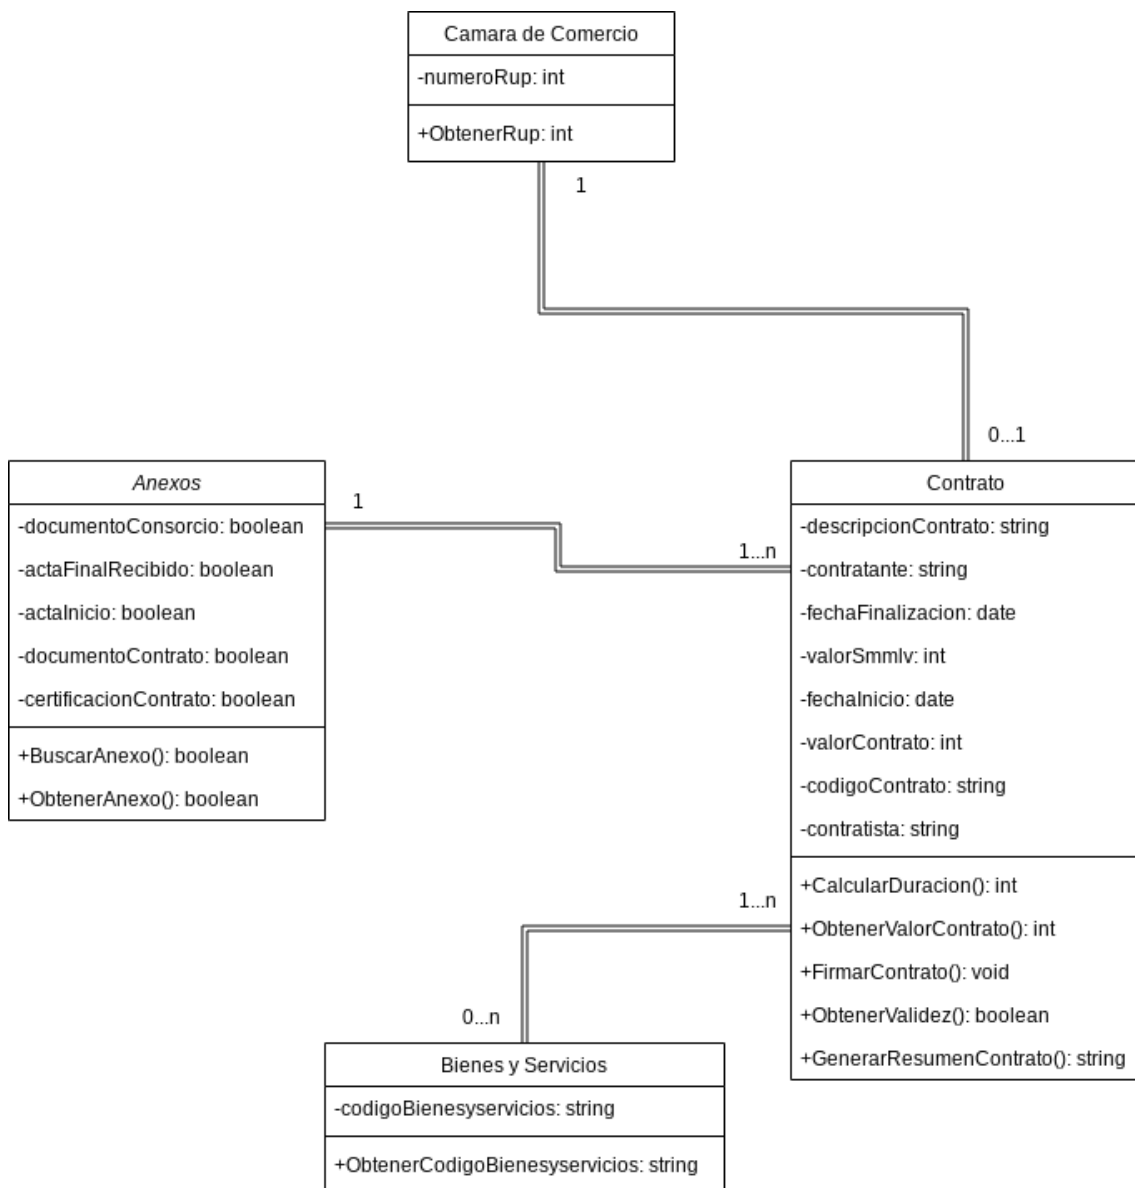 Camara de Comercio
-numeroRup: int
+ObtenerRup: int
1
0...1
Anexos
-documentoConsorcio: boolean
-actaFinalRecibido: boolean
-actaInicio: boolean
-documentoContrato: boolean
-certificacionContrato: boolean
+BuscarAnexo(): boolean
+ObtenerAnexo(): boolean
1
1...n
Contrato
-descripcionContrato: string
-contratante: string
-fechaFinalizacion: date
-valorSmmlv: int
-fechaInicio: date
-valorContrato: int
-codigoContrato: string
-contratista: string
+CalcularDuracion(): int
+ObtenerValorContrato(): int
+FirmarContrato(): void
+ObtenerValidez(): boolean
+GenerarResumenContrato(): string
1...n
0...n
Bienes y Servicios
-codigoBienesyservicios: string
+ObtenerCodigoBienesyservicios: string